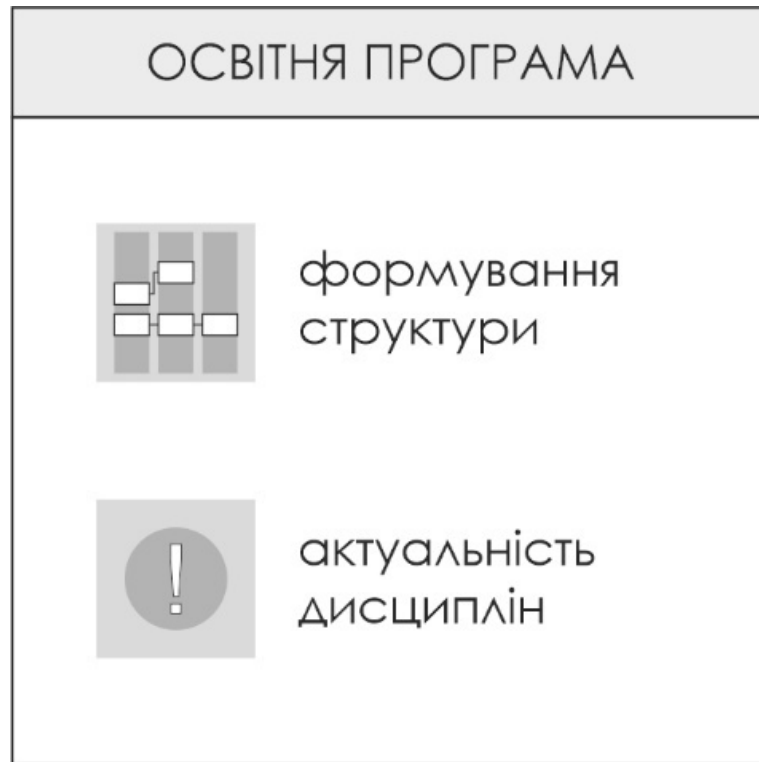 ОСВІТНЯ ПРОГРАМА
формування
структури
!
актуальність
дисциплін